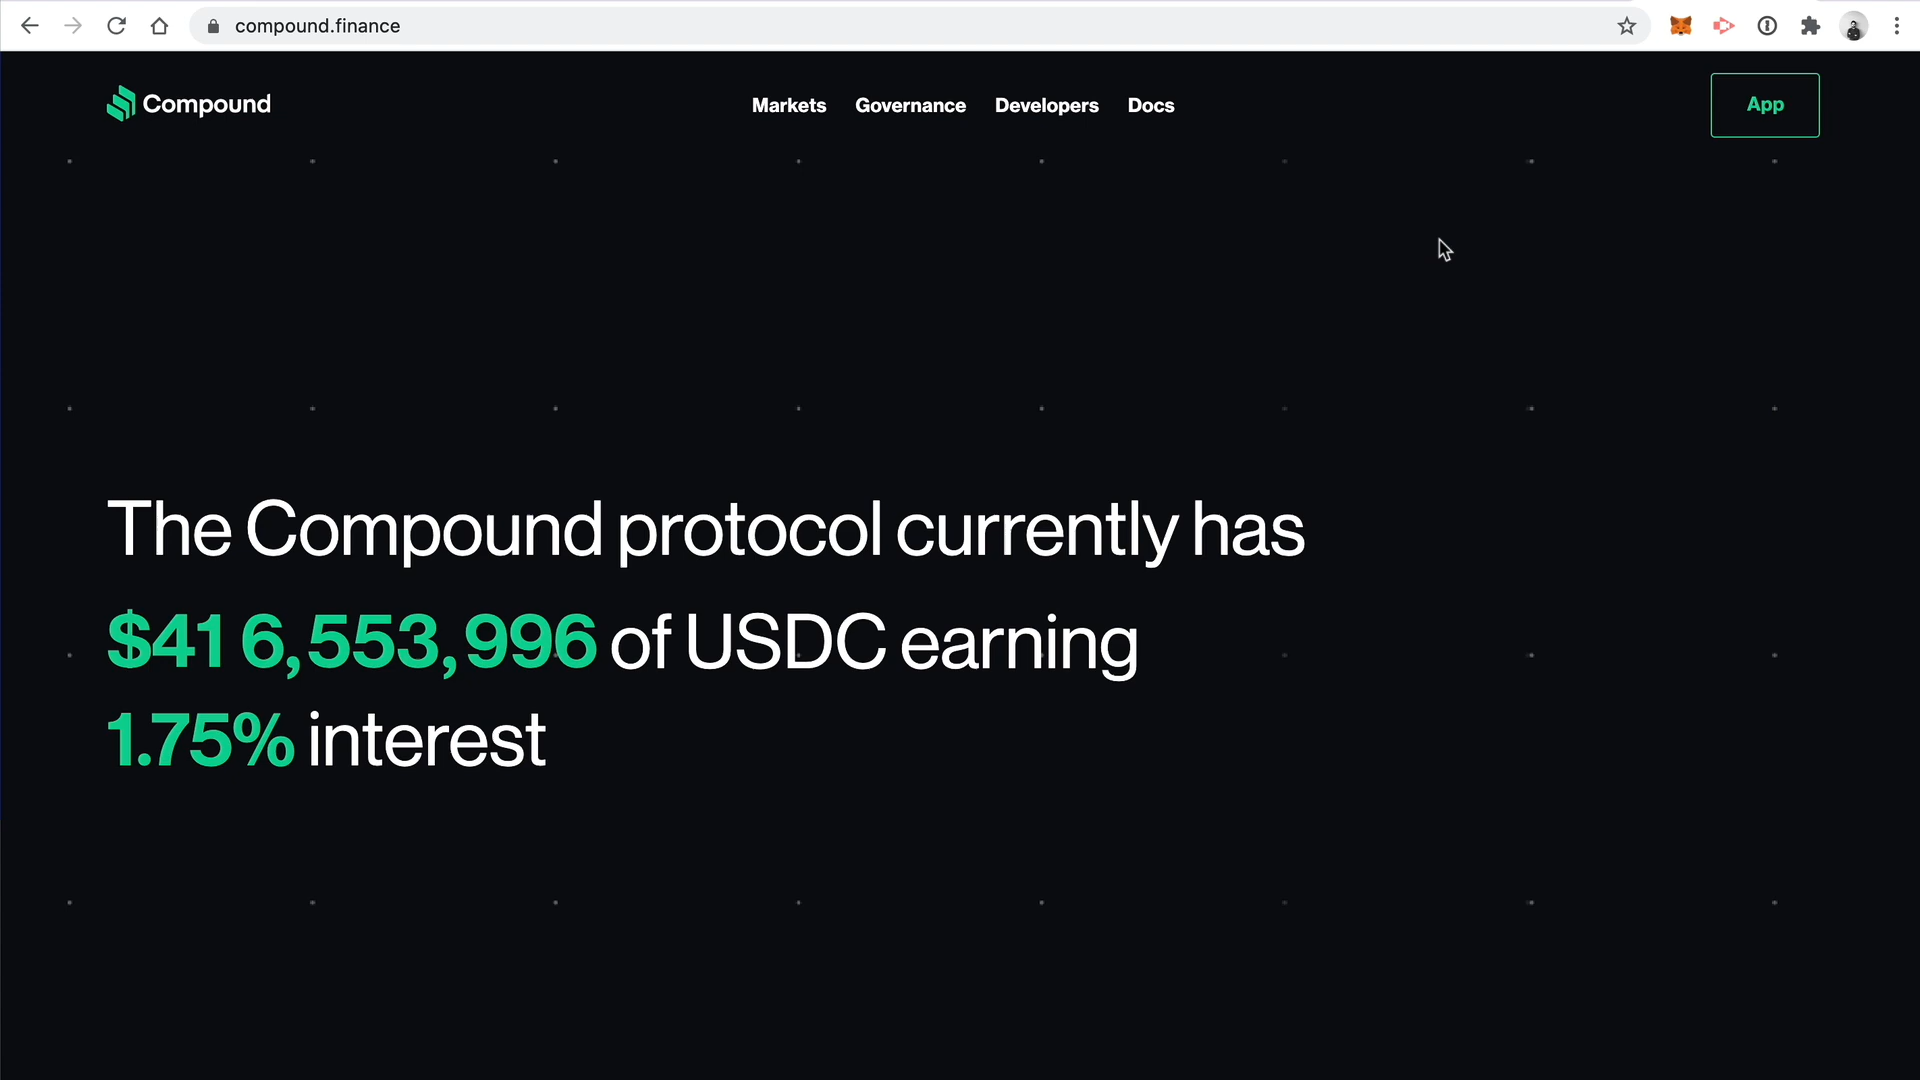 compound.finance
Compound
Markets Governance Developers Docs
App
The Compound protocol currently has
$416,553,996 of USDC earning
1.75% interest